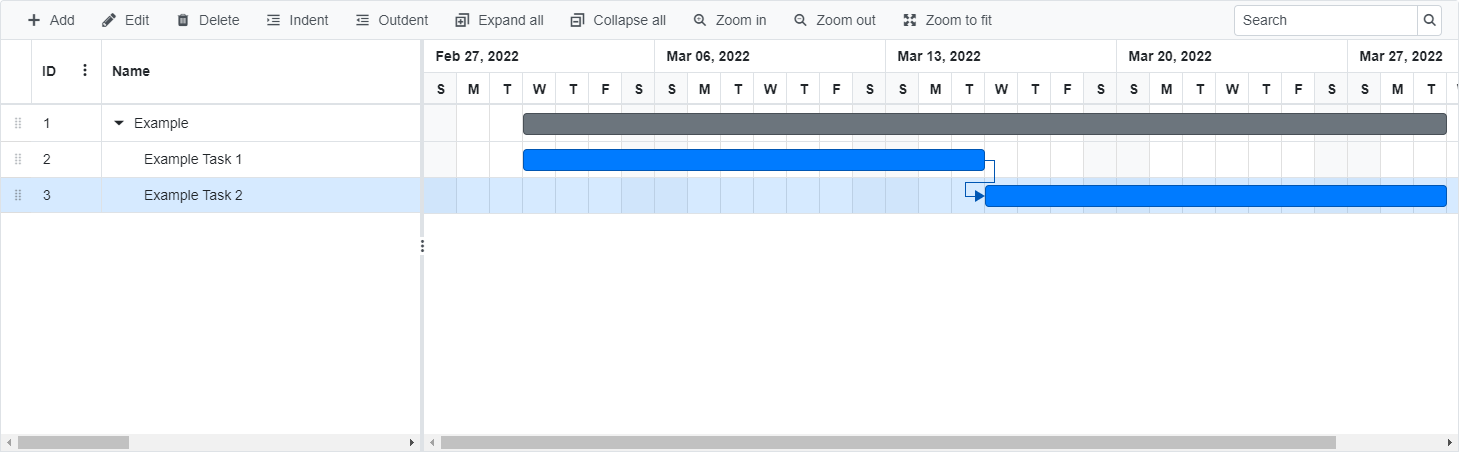 Add Edit Delete Indent Outdent Expand all Collapse all Zoom in Zoom out Zoom to fit Search
ID Name
Feb 27, 2022 Mar 06, 2022 Mar 13, 2022 Mar 20, 2022 Mar 27, 2022
S M T W T F S S M T W T F S S M T W T F S S M T W T F S S M T
1 Example
2 Example Task 1
3 Example Task 2